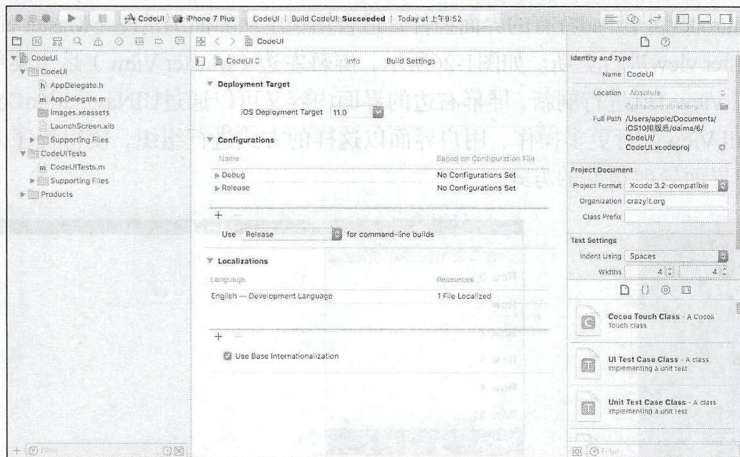 CodeUI
iPhone 7 Plus
CodeUI
Build CodeUI: Succeeded
Today at 上午9:52
CodeUI
CodeUI
CodeUI
h AppDelegate.h
m AppDelegate.m
Images.xcassets
LaunchScreen.xib
Supporting Files
CodeUITests
m CodeUITests.m
Supporting Files
Products
Filter
CodeUI
Info
Build Settings
Deployment Target
iOS Deployment Target 11.0
Configurations
Name
Based on Configuration File
Debug
No Configurations Set
Release
No Configurations Set
+
Use Release for command-line builds
Localizations
Language
Resources
English — Development Language
1 File Localized
+ −
Use Base Internationalization
Identity and Type
Name CodeUI
Location Absolute
Containing directory
Full Path /Users/apple/Documents/
CodeUI/
CodeUI.xcodeproj
Project Document
Project Format Xcode 3.2-compatible
Organization crazyit.org
Class Prefix
Text Settings
Indent Using Spaces
Widths 4 4
{ }
C
Cocoa Touch Class - A Cocoa
Touch class
UI Test Case Class - A class
implementing a unit test
Unit Test Case Class - A class
implementing a unit test
Filter